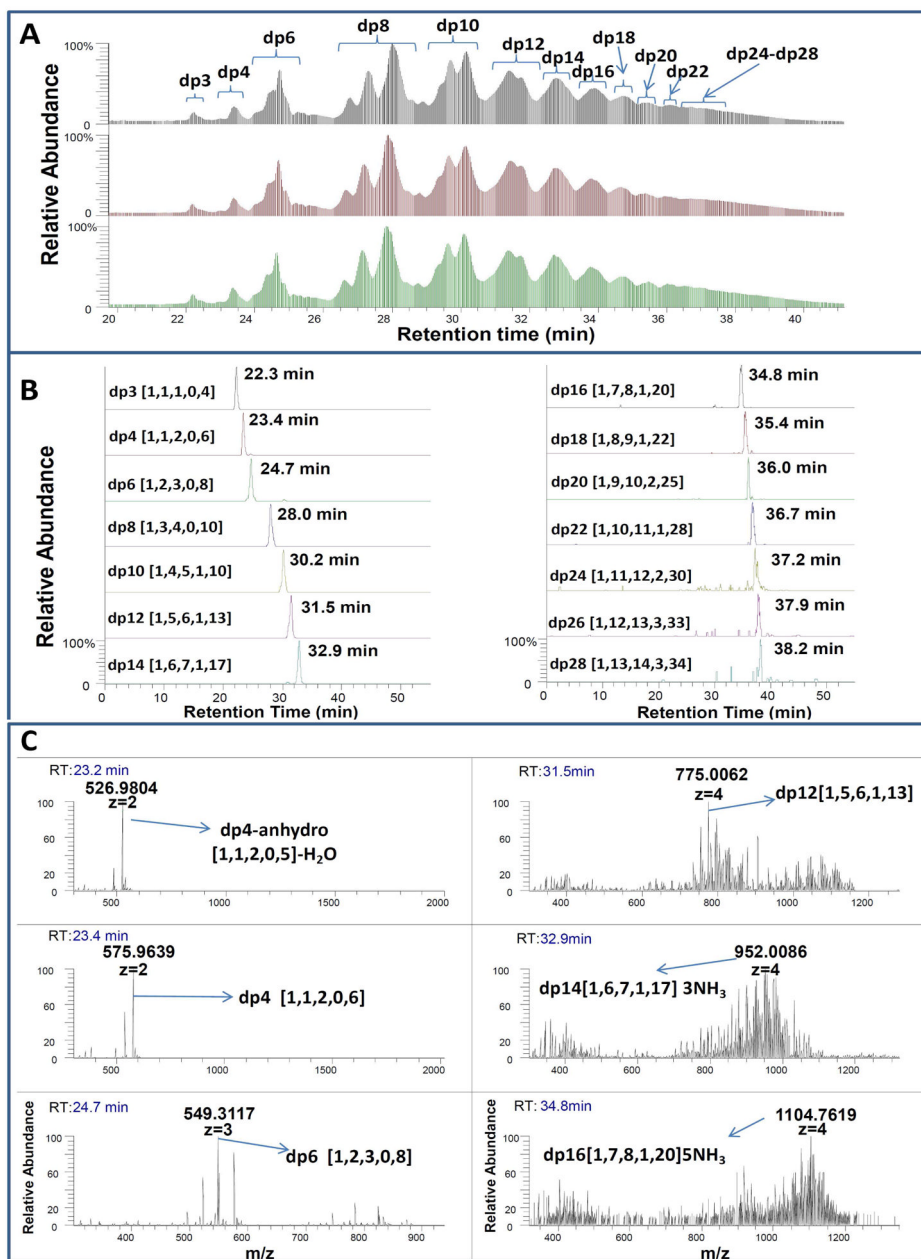 A
dp3
dp4
dp6
dp8
dp10
dp12
dp14
dp16
dp18
dp20
dp22
dp24-dp28
Relative Abundance
100%
0
100%
0
100%
0
20 22 24 26 28 30 32 34 36 38 40
Retention time (min)
B
Relative Abundance
dp3 [1,1,1,0,4] 22.3 min
dp4 [1,1,2,0,6] 23.4 min
dp6 [1,2,3,0,8] 24.7 min
dp8 [1,3,4,0,10] 28.0 min
dp10 [1,4,5,1,10] 30.2 min
dp12 [1,5,6,1,13] 31.5 min
100%
dp14 [1,6,7,1,17] 32.9 min
0
0 10 20 30 40 50
Retention Time (min)
dp16 [1,7,8,1,20] 34.8 min
dp18 [1,8,9,1,22] 35.4 min
dp20 [1,9,10,2,25] 36.0 min
dp22 [1,10,11,1,28] 36.7 min
dp24 [1,11,12,2,30] 37.2 min
dp26 [1,12,13,3,33] 37.9 min
100%
dp28 [1,13,14,3,34] 38.2 min
0
0 10 20 30 40 50
Retention Time (min)
C
RT:23.2 min
526.9804
z=2
dp4-anhydro
[1,1,2,0,5]-H₂O
100
60
20
0
500 1000 1500 2000
RT:23.4 min
575.9639
z=2
dp4 [1,1,2,0,6]
100
60
20
0
500 1000 1500 2000
RT:24.7 min
549.3117
z=3
dp6 [1,2,3,0,8]
Relative Abundance
100
60
20
0
400 500 600 700 800 900
m/z
RT:31.5min
775.0062
z=4
dp12[1,5,6,1,13]
100
60
20
0
400 600 800 1000 1200
RT:32.9min
952.0086
z=4
dp14[1,6,7,1,17] 3NH₃
100
60
20
0
400 600 800 1000 1200
RT: 34.8min
1104.7619
z=4
dp16[1,7,8,1,20]5NH₃
Relative Abundance
100
60
20
0
400 600 800 1000 1200
m/z